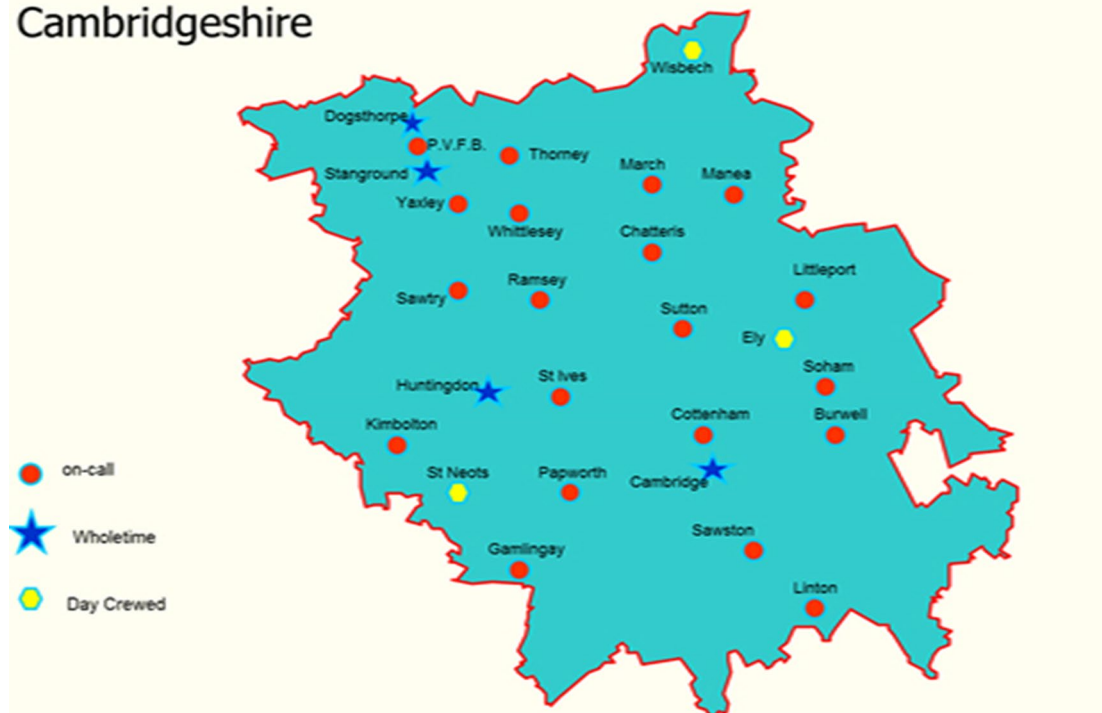 Cambridgeshire
Wisbech
Dogsthorpe
P.V.F.B.
Thorney
Stanground
March
Manea
Yaxley
Whittlesey
Chatteris
Littleport
Sawtry
Ramsey
Sutton
Ely
Soham
Huntingdon
St Ives
Kimbolton
Cottenham
Burwell
on-call
St Neots
Papworth
Cambridge
Wholetime
Sawston
Gamlingay
Day Crewed
Linton